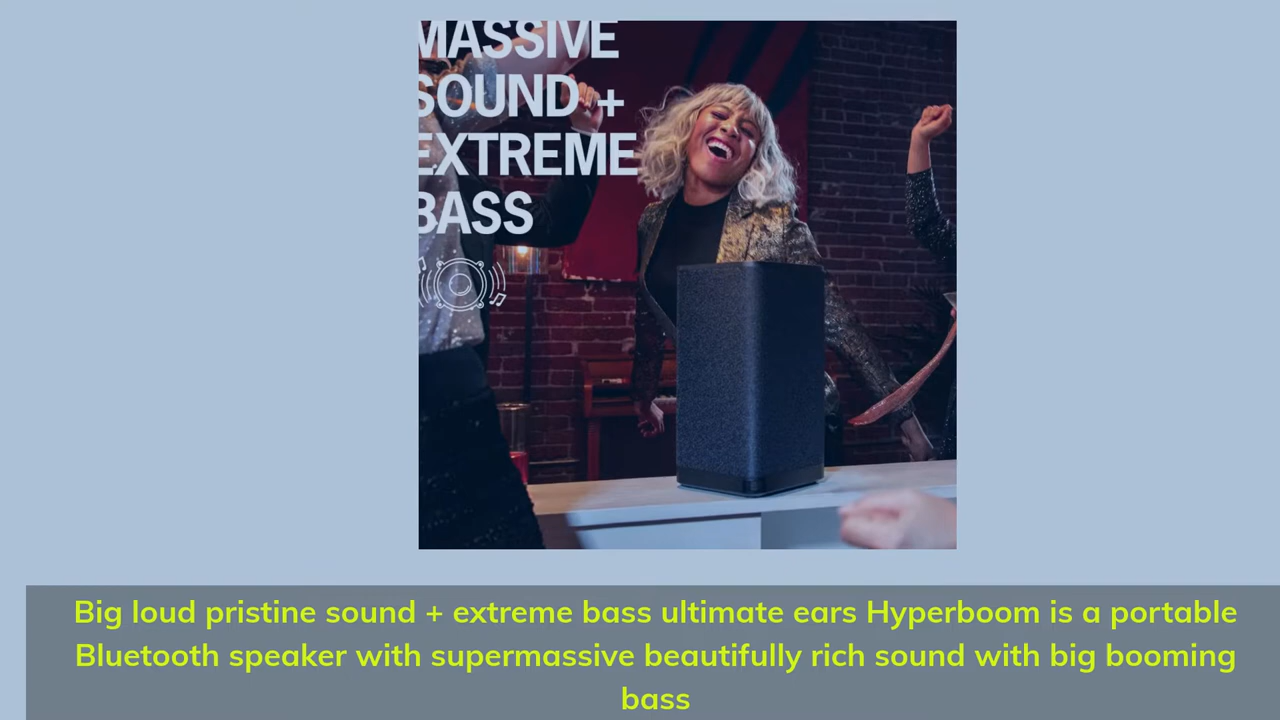 MASSIVE
SOUND +
EXTREME
BASS
Big loud pristine sound + extreme bass ultimate ears Hyperboom is a portable
Bluetooth speaker with supermassive beautifully rich sound with big booming
bass